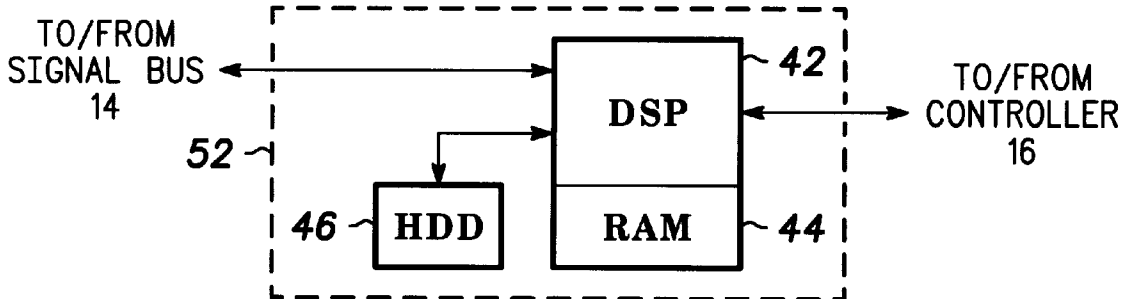 TO/FROM
SIGNAL BUS
14
52
46
HDD
DSP
RAM
42
44
TO/FROM
CONTROLLER
16